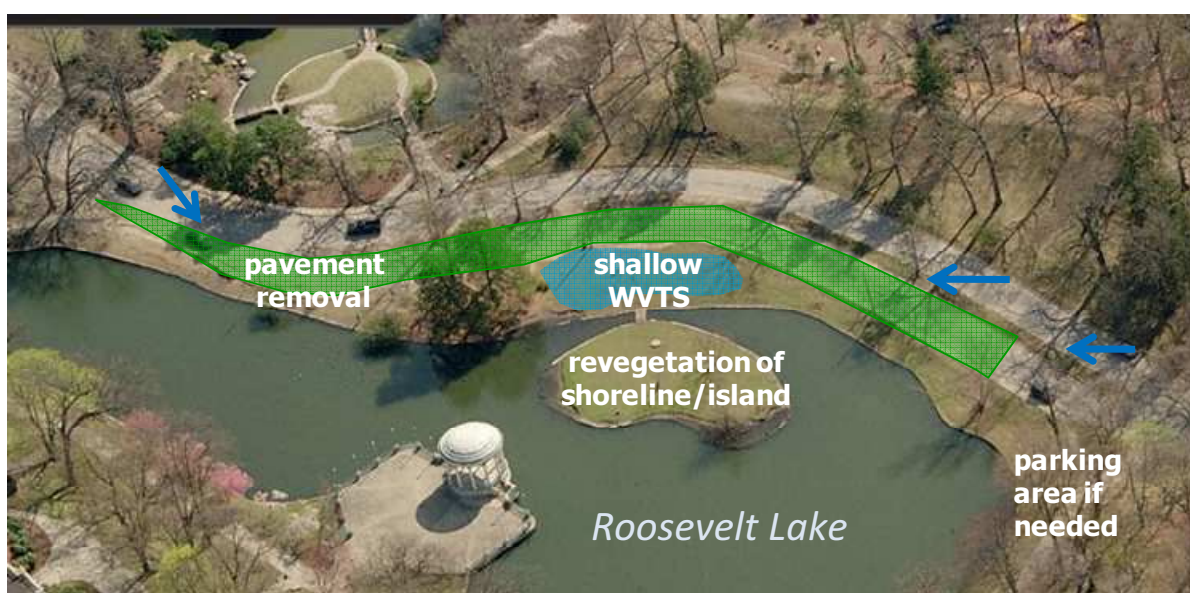 pavement
removal
shallow
WVTS
revegetation of
shoreline/island
parking
area if
needed
Roosevelt Lake